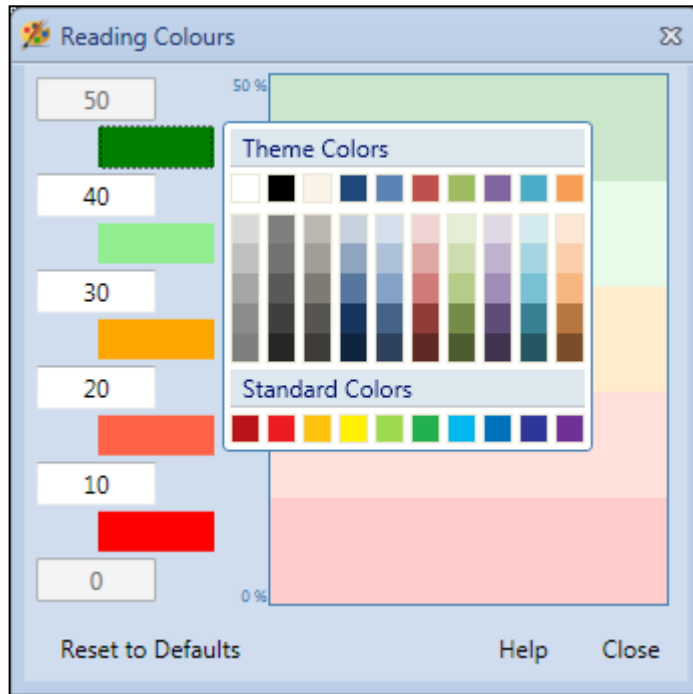 Reading Colours
50
50 %
Theme Colors
40
30
20
Standard Colors
10
0
0 %
Reset to Defaults Help Close